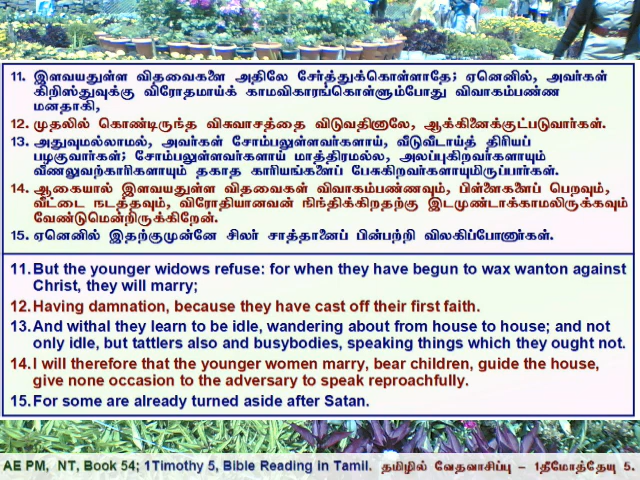 11. இளவயதுள்ள விதவைகளை அதிலே சேர்த்துக்கொள்ளாதே; ஏனெனில், அவர்கள்
கிறிஸ்துவுக்கு விரோதமாய்க் காமவிகாரங்கொள்ளும்போது விவாகம்பண்ண
மனதாகி,
12. முதலில் கொண்டிருந்த விசுவாசத்தை விடுவதினாலே, ஆக்கினைக்குட்படுவார்கள்.
13. அதுவுமல்லாமல், அவர்கள் சோம்பலுள்ளவர்களாய், வீடுவீடாய்த் திரியப்
பழகுவார்கள்; சோம்பலுள்ளவர்களாய் மாத்திரமல்ல, அலப்புகிறவர்களாயும்
வீணலுவற்காரிகளாயும் தகாத காரியங்களைப் பேசுகிறவர்களாயுமிருப்பார்கள்.
14. ஆகையால் இளவயதுள்ள விதவைகள் விவாகம்பண்ணவும், பிள்ளைகளைப் பெறவும்,
வீட்டை நடத்தவும், விரோதியானவன் நிந்திக்கிறதற்கு இடமுண்டாக்காமலிருக்கவும்
வேண்டுமென்றிருக்கிறேன்.
15. ஏனெனில் இதற்குமுன்னே சிலர் சாத்தானைப் பின்பற்றி விலகிப்போனார்கள்.
11. But the younger widows refuse: for when they have begun to wax wanton against
Christ, they will marry;
12. Having damnation, because they have cast off their first faith.
13. And withal they learn to be idle, wandering about from house to house; and not
only idle, but tattlers also and busybodies, speaking things which they ought not.
14. I will therefore that the younger women marry, bear children, guide the house,
give none occasion to the adversary to speak reproachfully.
15. For some are already turned aside after Satan.
AE PM, NT, Book 54; 1Timothy 5, Bible Reading in Tamil. தமிழில் வேதவாசிப்பு – 1தீமோத்தேயு 5.